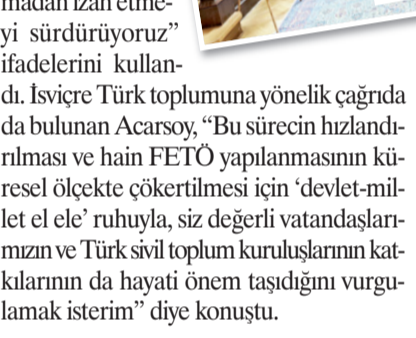 madan izah etme-
yi sürdürüyoruz”
ifadelerini kullan-
dı. İsviçre Türk toplumuna yönelik çağrıda
da bulunan Acarsoy, “Bu sürecin hızlandı-
rılması ve hain FETÖ yapılanmasının kü-
resel ölçekte çökertilmesi için ‘devlet-mil-
let el ele’ ruhuyla, siz değerli vatandaşları-
mızın ve Türk sivil toplum kuruluşlarının kat-
kılarının da hayati önem taşıdığını vurgu-
lamak isterim” diye konuştu.